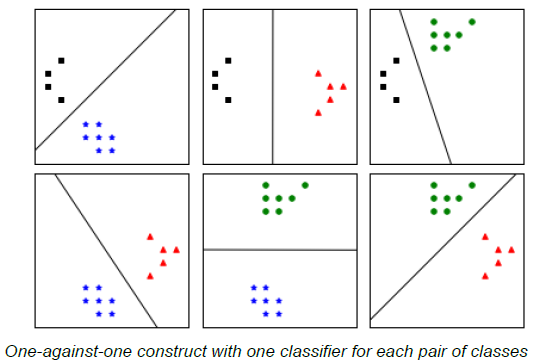 One-against-one construct with one classifier for each pair of classes